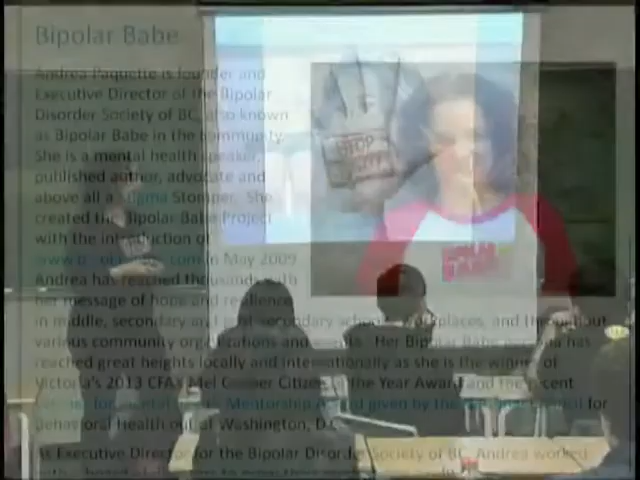 Bipolar Babe
Andrea Paquette is founder and
Executive Director of the Bipolar
Disorder Society of BC, also known
as Bipolar Babe in the community.
She is a mental health speaker,
published author, advocate and
above all a Stigma Stomper. She
created the Bipolar Babe Project
with the introduction of
in May 2009
Andrea has reached thousands with
her message of hope and resilience
in middle, secondary and post-secondary schools, workplaces, and throughout
various community organizations and Her Bipolar Babe has
reached great heights locally and internationally as she is the winner of
Victoria's 2013 CFAX Mel Cooper Citizen of the Year Award and the recent
Mentorship Award given by the National Council for
Behavioral Health out of Washington, D.C.
As Executive Director for the Bipolar Disorder Society of BC, Andrea worked
STOP